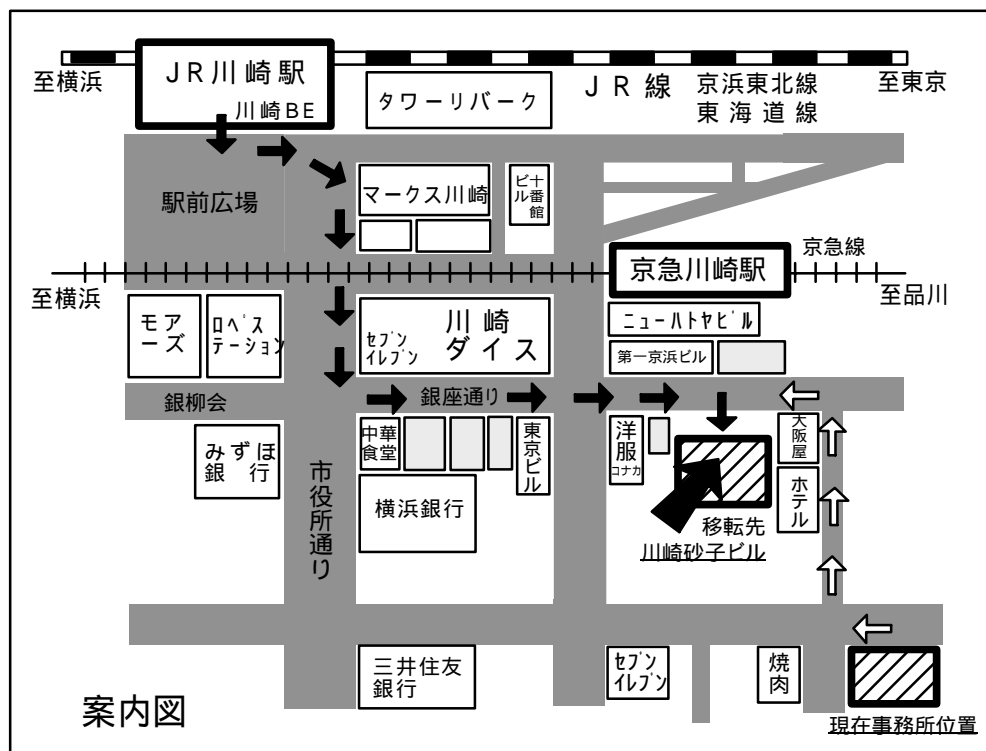 JR川崎駅
川崎BE
至横浜
タワーリバーク
JR線
京浜東北線
東海道線
至東京
駅前広場
マークス川崎
十番館
ビル
京急川崎駅
京急線
至横浜
至品川
モア
ーズ
ロペス
テーション
セブン
イレブン
川崎
ダイス
ニューハトヤビル
第一京浜ビル
銀柳会
銀座通り
みずほ
銀行
市役所通り
中華
食堂
東京ビル
洋服
コナカ
大阪屋
ホテル
横浜銀行
移転先
川崎砂子ビル
三井住友
銀行
セブン
イレブン
焼肉
案内図
現在事務所位置